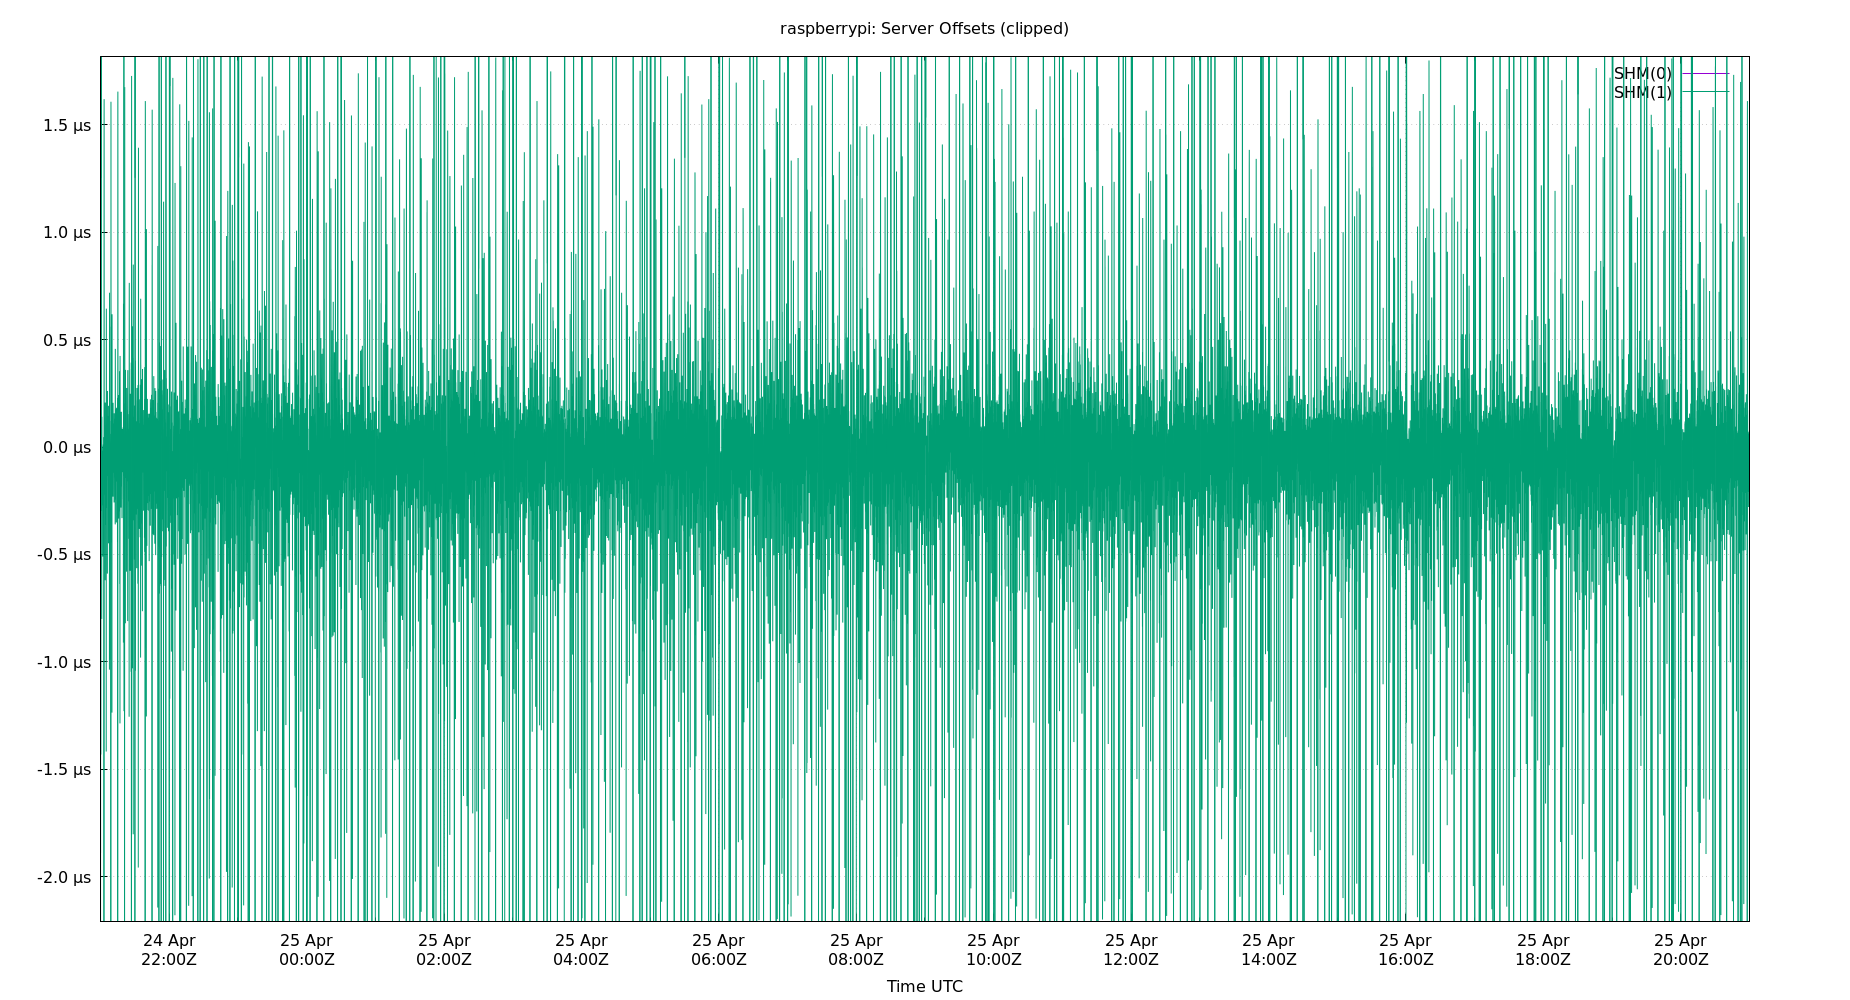 raspberrypi: Server Offsets (clipped)
SHM(0)
SHM(1)
1.5 µs
1.0 µs
0.5 µs
0.0 µs
-0.5 µs
-1.0 µs
-1.5 µs
-2.0 µs
24 Apr 25 Apr 25 Apr 25 Apr 25 Apr 25 Apr 25 Apr 25 Apr 25 Apr 25 Apr 25 Apr 25 Apr
22:00Z 00:00Z 02:00Z 04:00Z 06:00Z 08:00Z 10:00Z 12:00Z 14:00Z 16:00Z 18:00Z 20:00Z
Time UTC